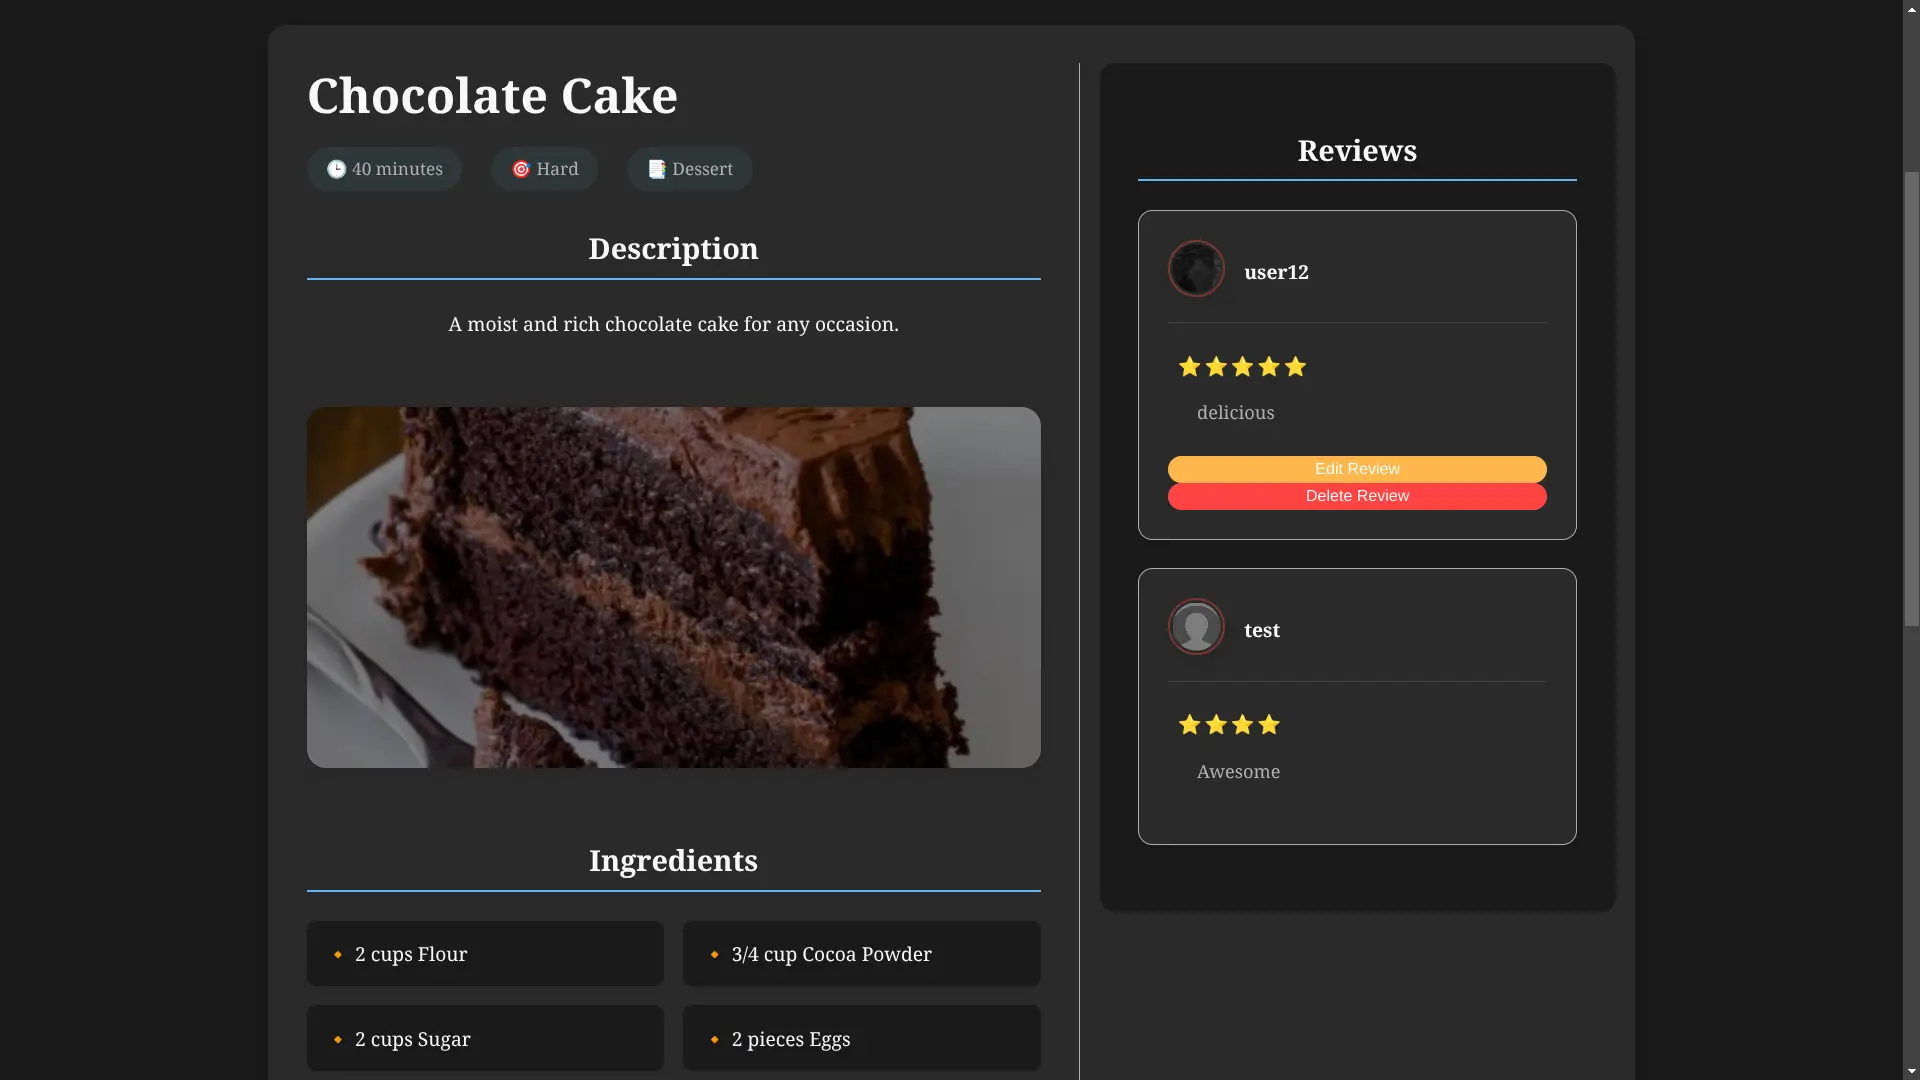 Chocolate Cake
🕒 40 minutes
🎯 Hard
📑 Dessert
Description
A moist and rich chocolate cake for any occasion.
Ingredients
🔸 2 cups Flour
🔸 3/4 cup Cocoa Powder
🔸 2 cups Sugar
🔸 2 pieces Eggs
Reviews
user12
⭐⭐⭐⭐⭐
delicious
Edit Review
Delete Review
test
⭐⭐⭐⭐
Awesome